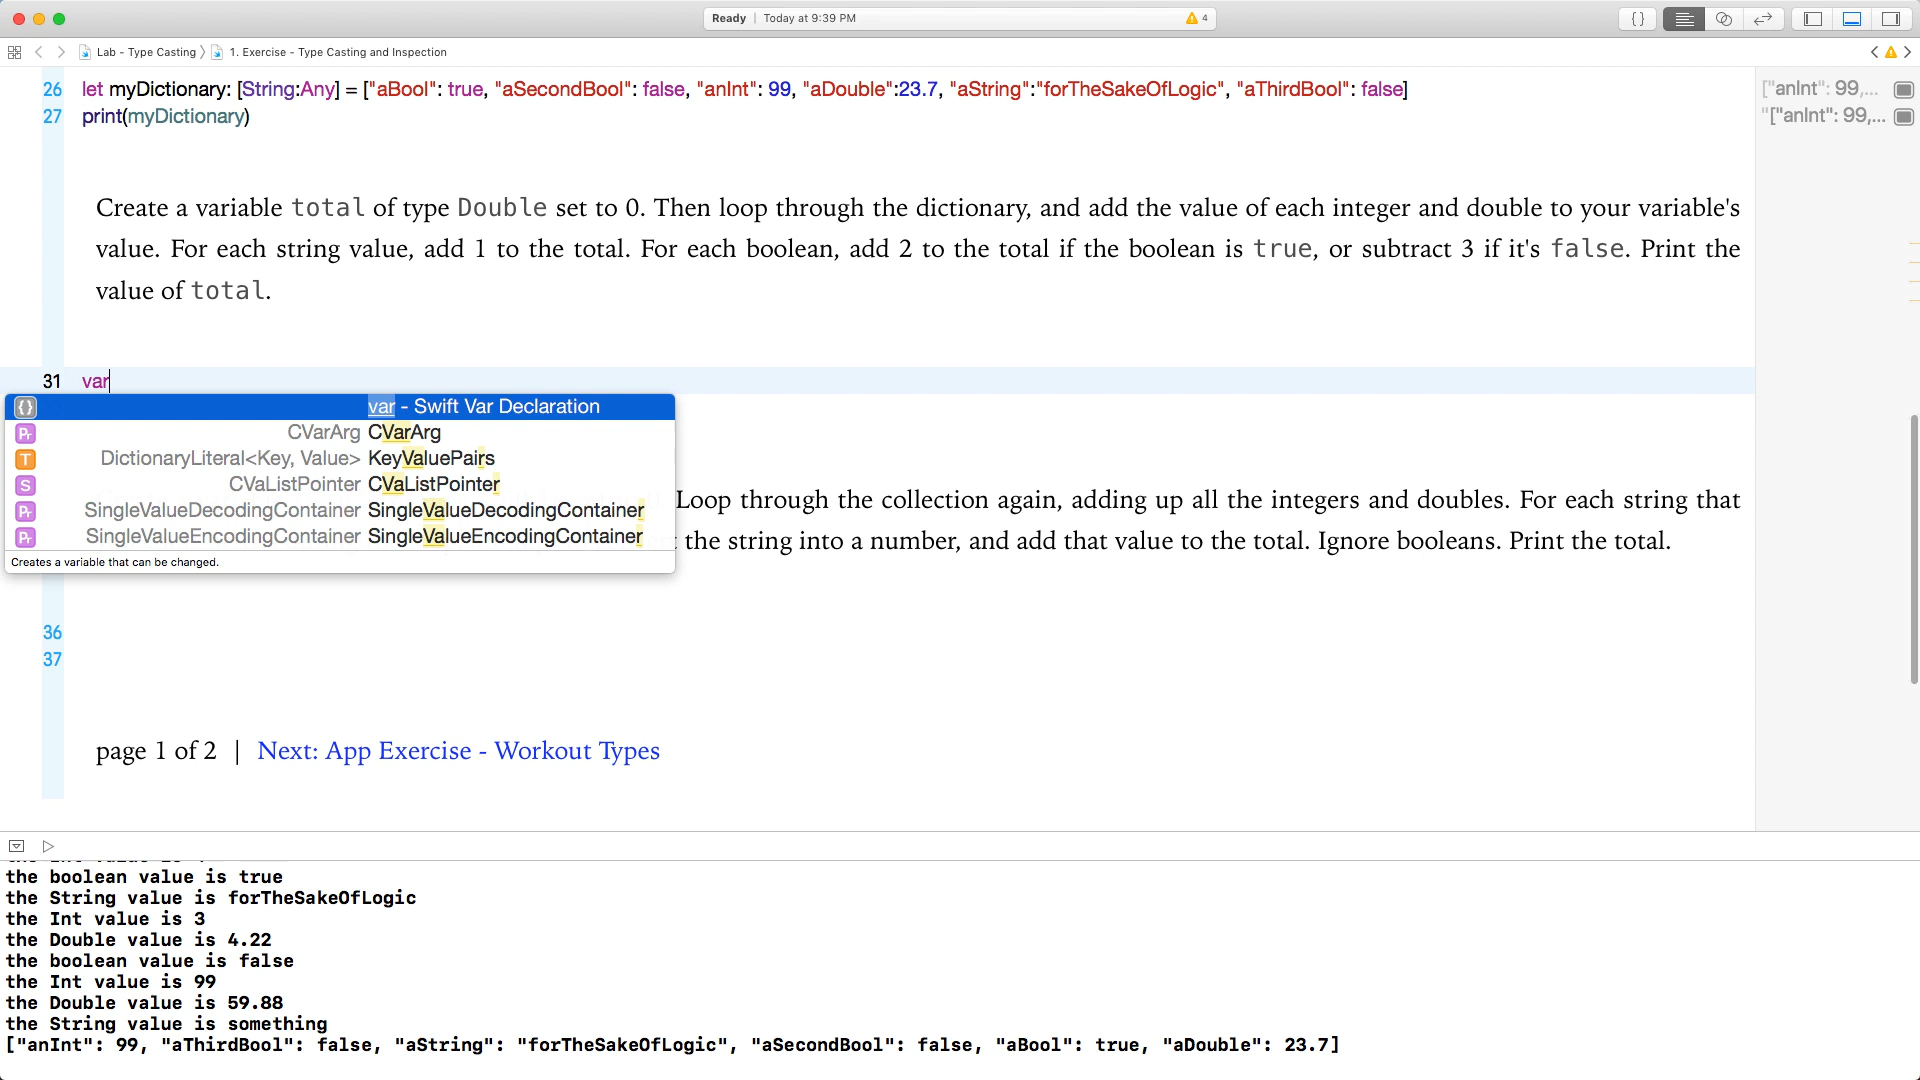 Ready | Today at 9:39 PM
4
{}
Lab - Type Casting 〉 1. Exercise - Type Casting and Inspection
26 let myDictionary: [String:Any] = ["aBool": true, "aSecondBool": false, "anInt": 99, "aDouble":23.7, "aString":"forTheSakeOfLogic", "aThirdBool": false]
["anInt": 99,...
27 print(myDictionary)
"["anInt": 99,...
Create a variable total of type Double set to 0. Then loop through the dictionary, and add the value of each integer and double to your variable's
value. For each string value, add 1 to the total. For each boolean, add 2 to the total if the boolean is true, or subtract 3 if it's false. Print the
value of total.
31 var
{} var - Swift Var Declaration
Pr CVarArg CVarArg
T DictionaryLiteral<Key, Value> KeyValuePairs
S CVaListPointer CVaListPointer
Pr SingleValueDecodingContainer SingleValueDecodingContainer
Pr SingleValueEncodingContainer SingleValueEncodingContainer
Creates a variable that can be changed.
Loop through the collection again, adding up all the integers and doubles. For each string that
the string into a number, and add that value to the total. Ignore booleans. Print the total.
36
37
page 1 of 2 | Next: App Exercise - Workout Types
the boolean value is true
the String value is forTheSakeOfLogic
the Int value is 3
the Double value is 4.22
the boolean value is false
the Int value is 99
the Double value is 59.88
the String value is something
["anInt": 99, "aThirdBool": false, "aString": "forTheSakeOfLogic", "aSecondBool": false, "aBool": true, "aDouble": 23.7]